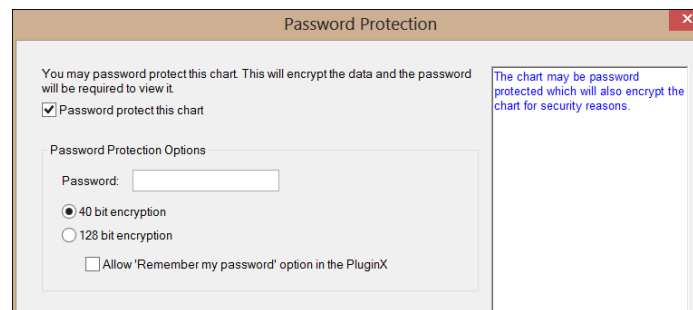 Password Protection
You may password protect this chart. This will encrypt the data and the password
will be required to view it.
Password protect this chart
The chart may be password
protected which will also encrypt the
chart for security reasons.
Password Protection Options
Password:
40 bit encryption
128 bit encryption
Allow 'Remember my password' option in the PluginX